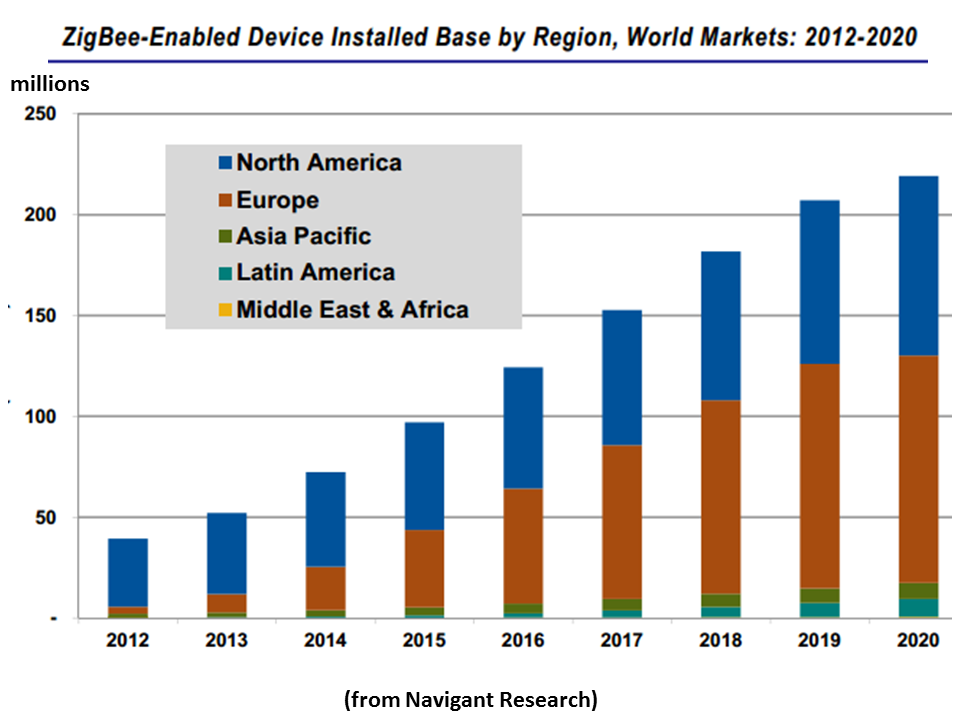 ZigBee-Enabled Device Installed Base by Region, World Markets: 2012-2020
millions
250
200
150
100
50
-
North America
Europe
Asia Pacific
Latin America
Middle East & Africa
2012 2013 2014 2015 2016 2017 2018 2019 2020
(from Navigant Research)